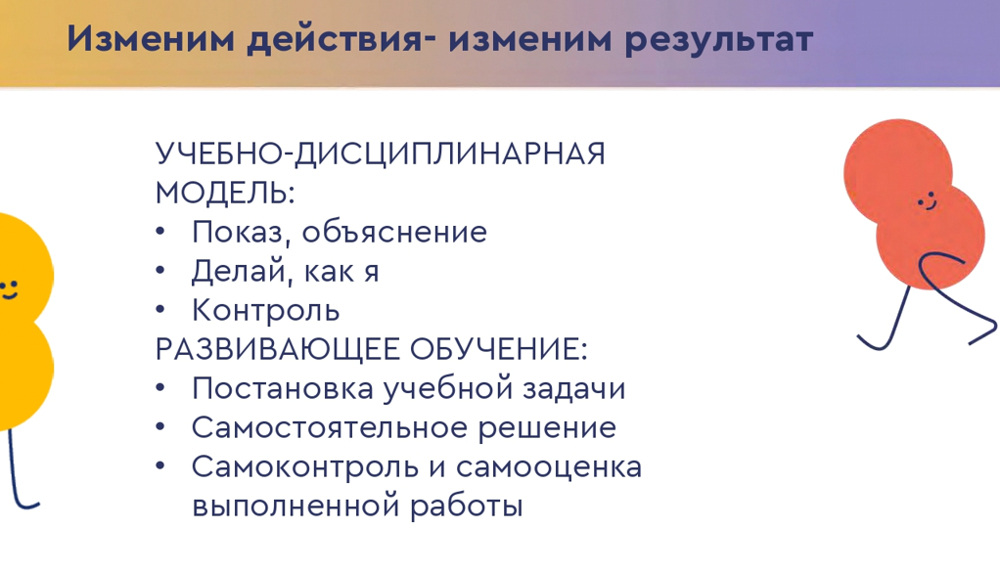 Изменим действия- изменим результат
УЧЕБНО-ДИСЦИПЛИНАРНАЯ
МОДЕЛЬ:
• Показ, объяснение
• Делай, как я
• Контроль
РАЗВИВАЮЩЕЕ ОБУЧЕНИЕ:
• Постановка учебной задачи
• Самостоятельное решение
• Самоконтроль и самооценка
выполненной работы